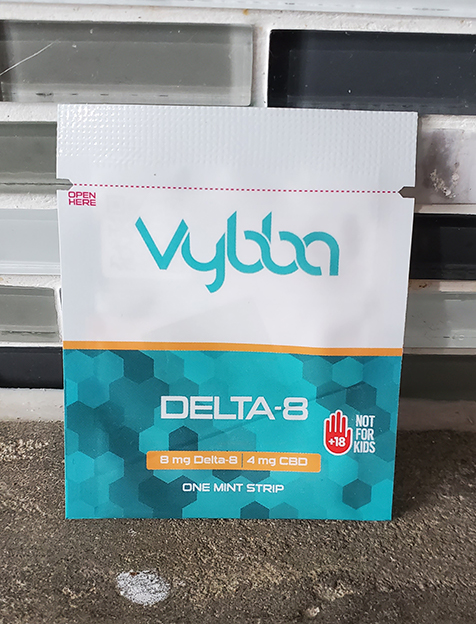 OPEN
HERE
Vybba
DELTA-8
+18
NOT
FOR
KIDS
8 mg Delta-8 | 4 mg CBD
ONE MINT STRIP